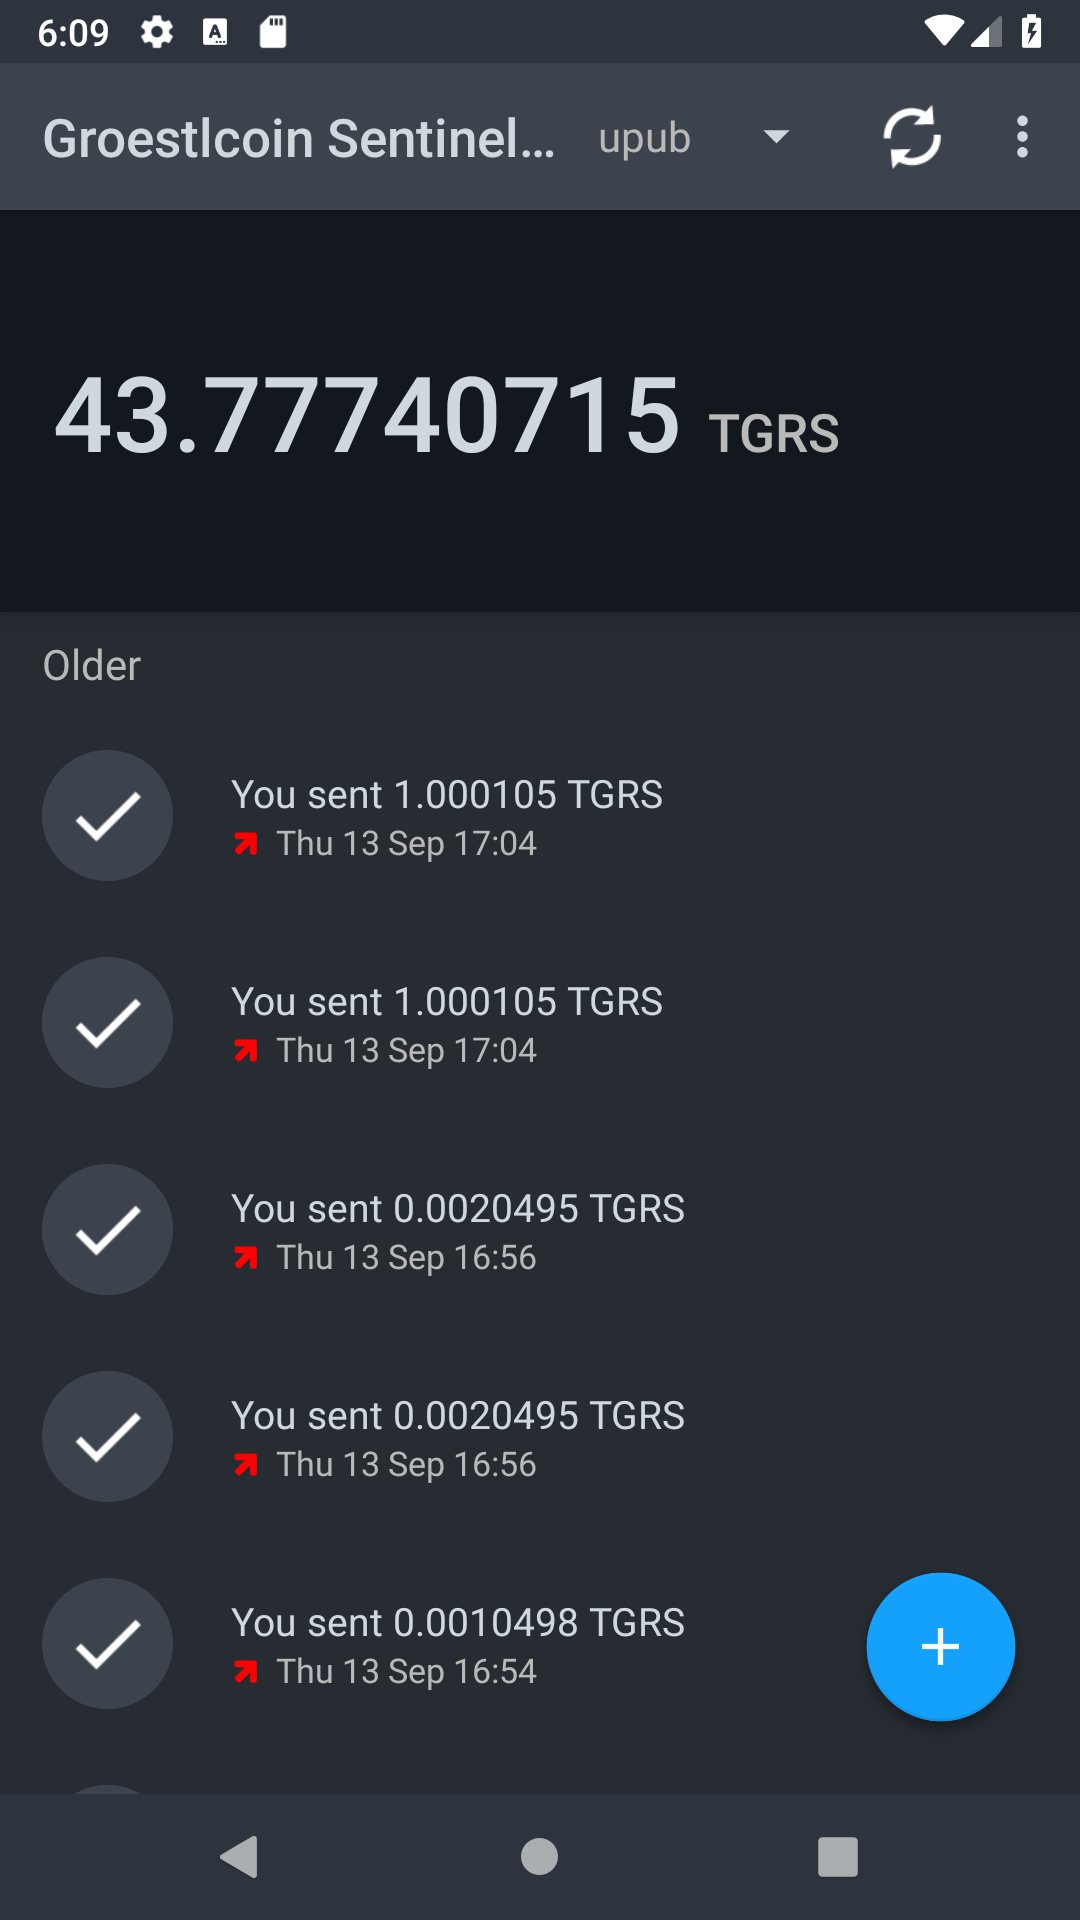 6:09
Groestlcoin Sentinel... upub
43.77740715 TGRS
Older
You sent 1.000105 TGRS
Thu 13 Sep 17:04
You sent 1.000105 TGRS
Thu 13 Sep 17:04
You sent 0.0020495 TGRS
Thu 13 Sep 16:56
You sent 0.0020495 TGRS
Thu 13 Sep 16:56
You sent 0.0010498 TGRS
Thu 13 Sep 16:54